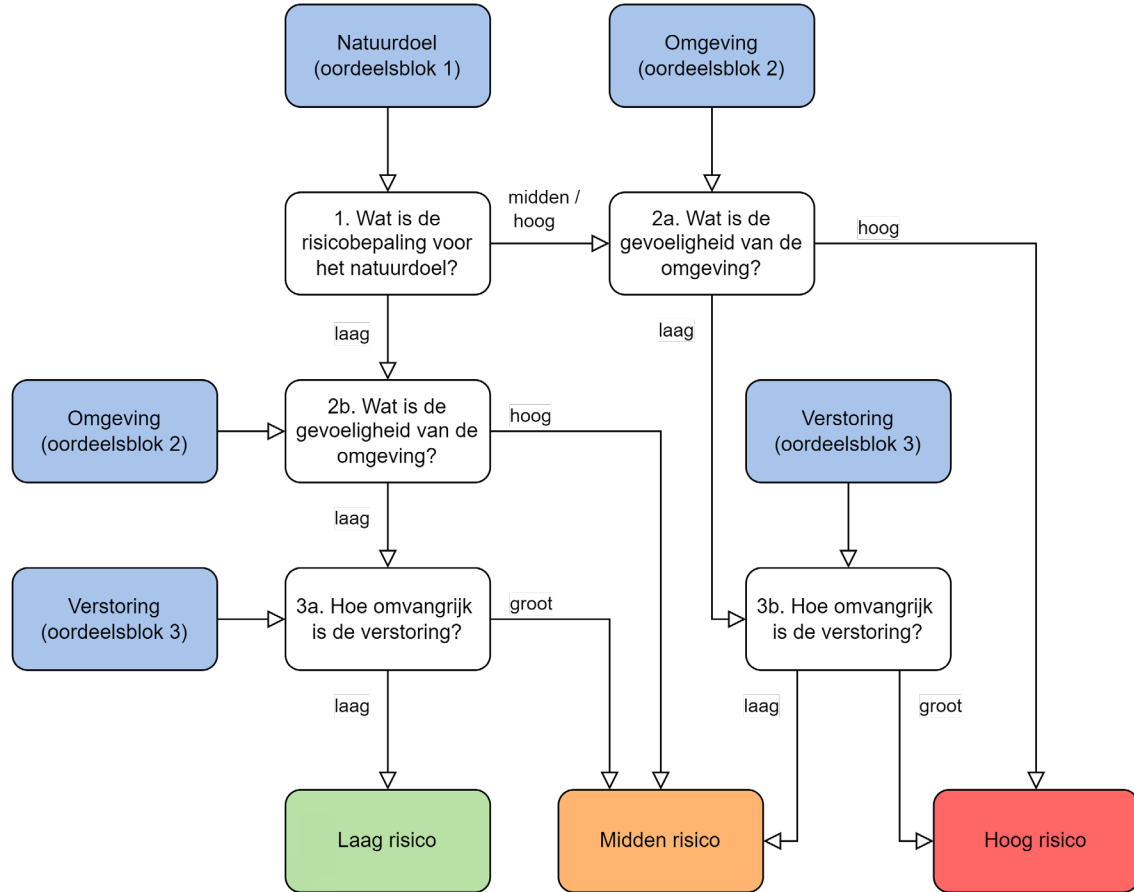 Natuurdoel
(oordeelsblok 1)
Omgeving
(oordeelsblok 2)
1. Wat is de
risicobepaling voor
het natuurdoel?
midden /
hoog
2a. Wat is de
gevoeligheid van de
omgeving?
hoog
laag
laag
Omgeving
(oordeelsblok 2)
2b. Wat is de
gevoeligheid van de
omgeving?
hoog
Verstoring
(oordeelsblok 3)
laag
Verstoring
(oordeelsblok 3)
3a. Hoe omvangrijk
is de verstoring?
groot
3b. Hoe omvangrijk
is de verstoring?
laag
laag
groot
Laag risico
Midden risico
Hoog risico